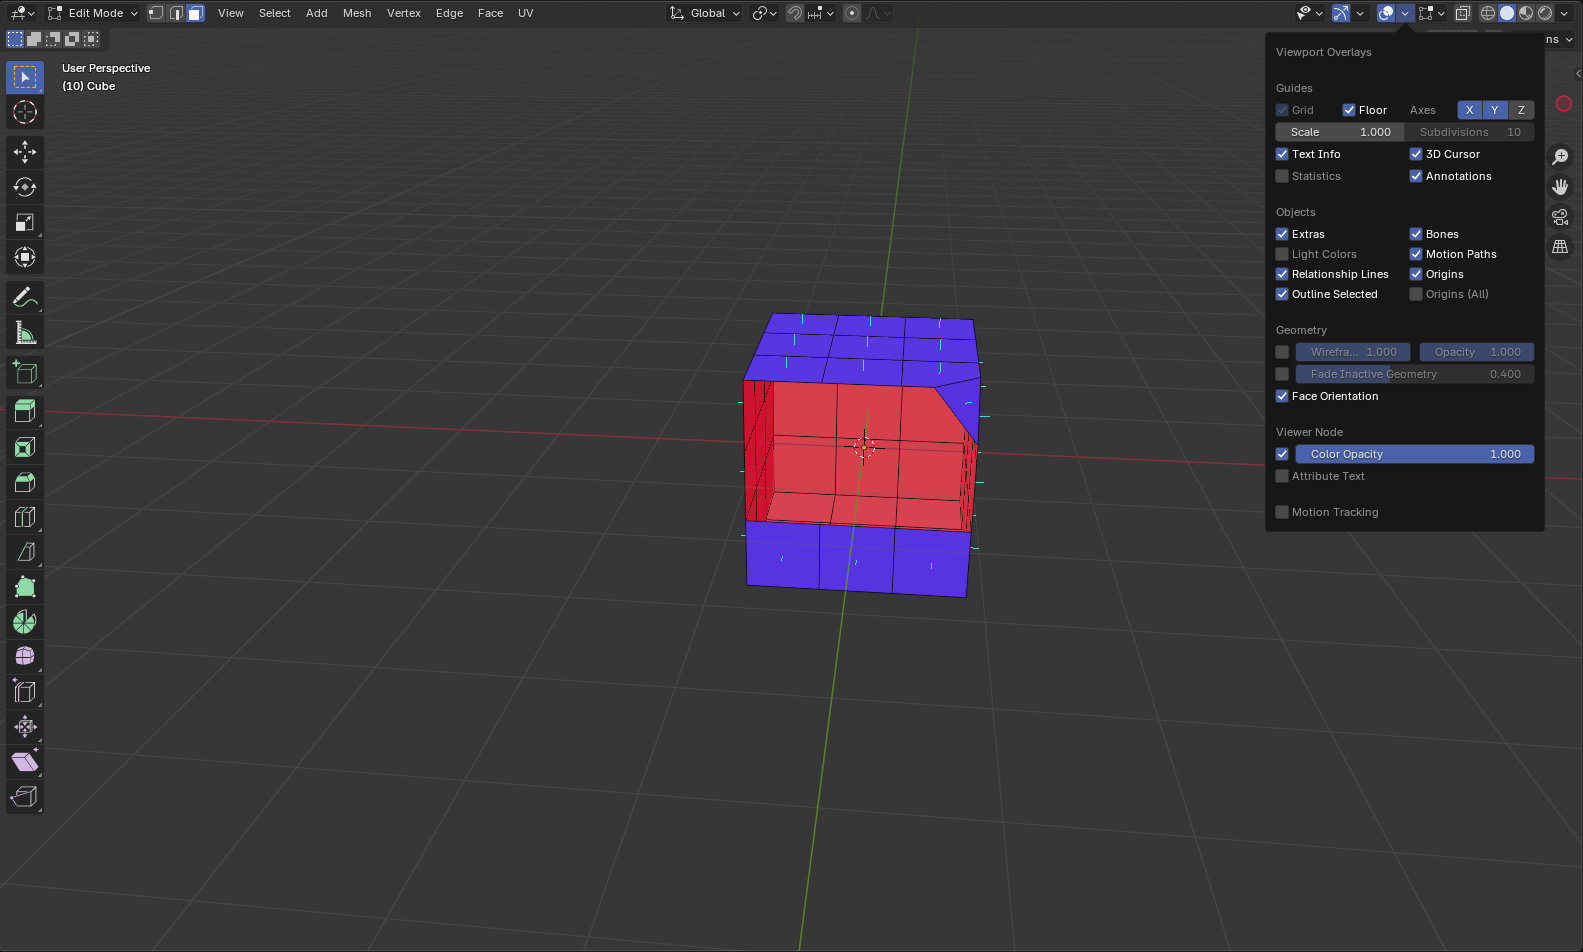 Edit Mode View Select Add Mesh Vertex Edge Face UV Global
ns
User Perspective
(10) Cube
Viewport Overlays
Guides
Grid Floor Axes X Y Z
Scale 1.000 Subdivisions 10
Text Info 3D Cursor
Statistics Annotations
Objects
Extras Bones
Light Colors Motion Paths
Relationship Lines Origins
Outline Selected Origins (All)
Geometry
Wirefra... 1.000 Opacity 1.000
Fade Inactive Geometry 0.400
Face Orientation
Viewer Node
Color Opacity 1.000
Attribute Text
Motion Tracking